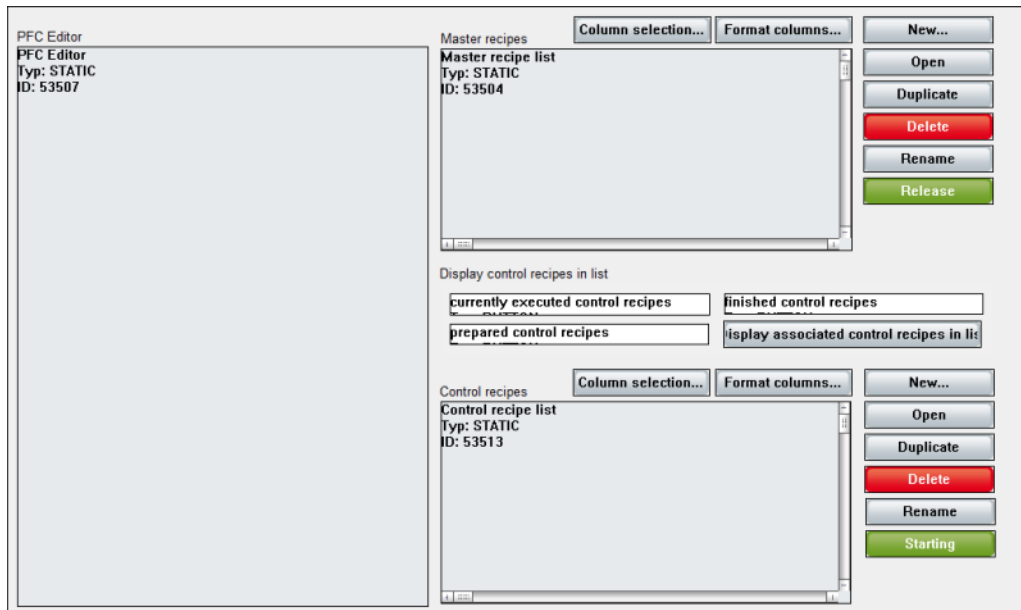 PFC Editor
PFC Editor
Typ: STATIC
ID: 53507
Master recipes
Column selection...
Format columns...
New...
Master recipe list
Typ: STATIC
ID: 53504
Open
Duplicate
Delete
Rename
Release
Display control recipes in list
currently executed control recipes
finished control recipes
prepared control recipes
isplay associated control recipes in lis
Control recipes
Column selection...
Format columns...
New...
Control recipe list
Typ: STATIC
ID: 53513
Open
Duplicate
Delete
Rename
Starting